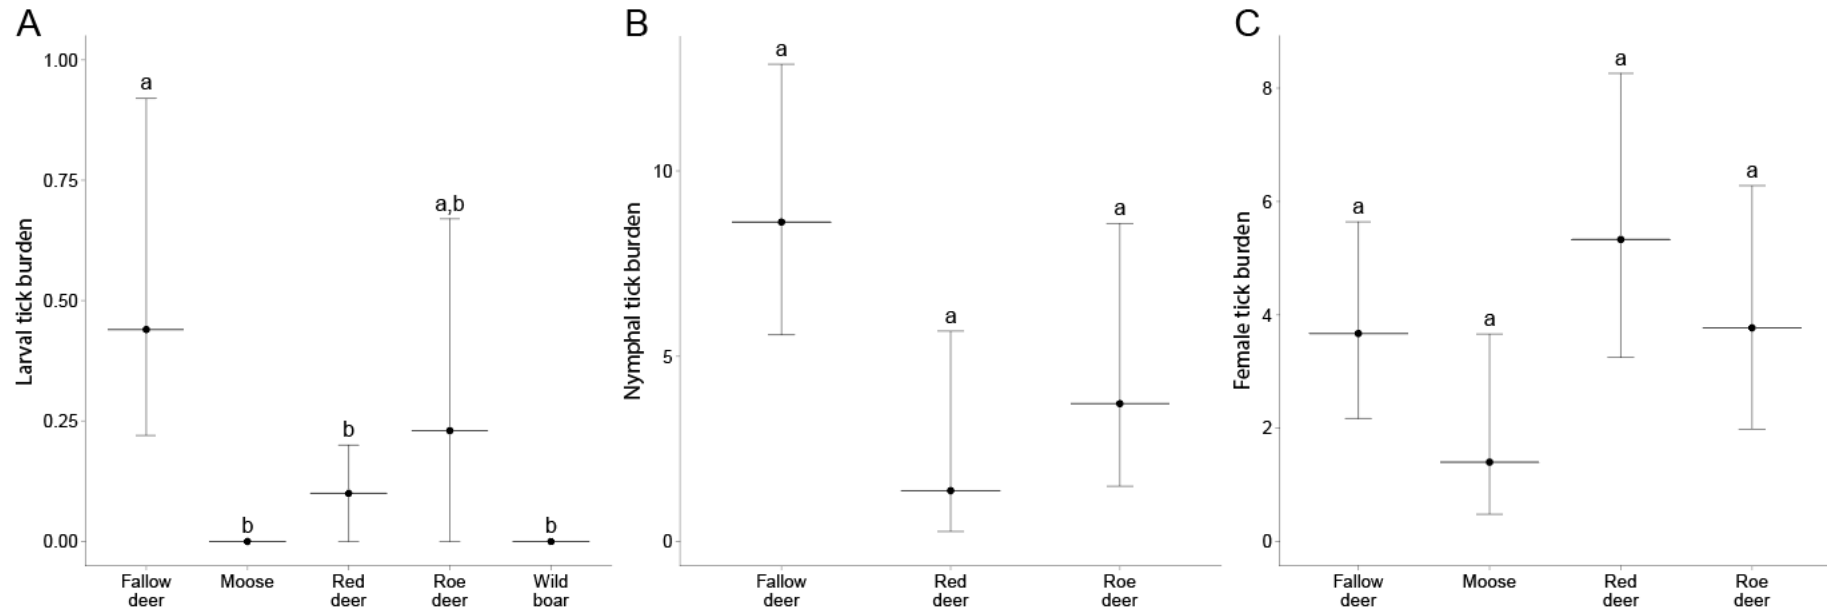 A
Larval tick burden
1.00
0.75
0.50
0.25
0.00
a
b
b
a,b
b
Fallow
deer
Moose
Red
deer
Roe
deer
Wild
boar
B
Nymphal tick burden
10
5
0
a
a
a
Fallow
deer
Red
deer
Roe
deer
C
Female tick burden
8
6
4
2
0
a
a
a
a
Fallow
deer
Moose
Red
deer
Roe
deer